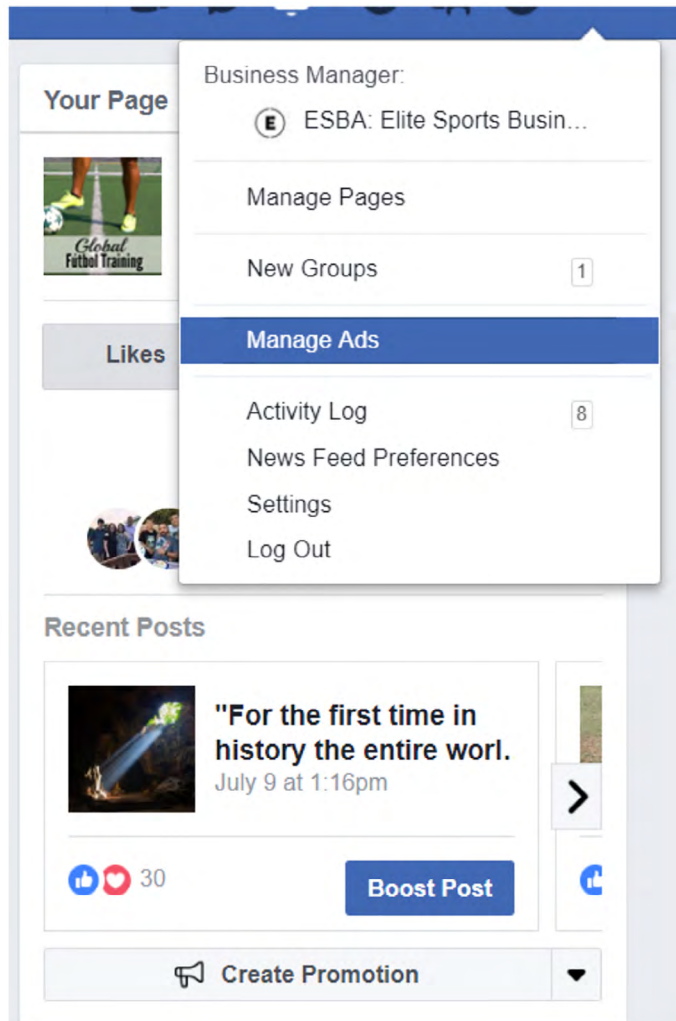 Business Manager:
E ESBA: Elite Sports Busin...
Manage Pages
New Groups 1
Manage Ads
Activity Log 8
News Feed Preferences
Settings
Log Out
Your Page
Global
Fútbol Training
Likes
Recent Posts
"For the first time in
history the entire worl.
July 9 at 1:16pm
30
Boost Post
Create Promotion